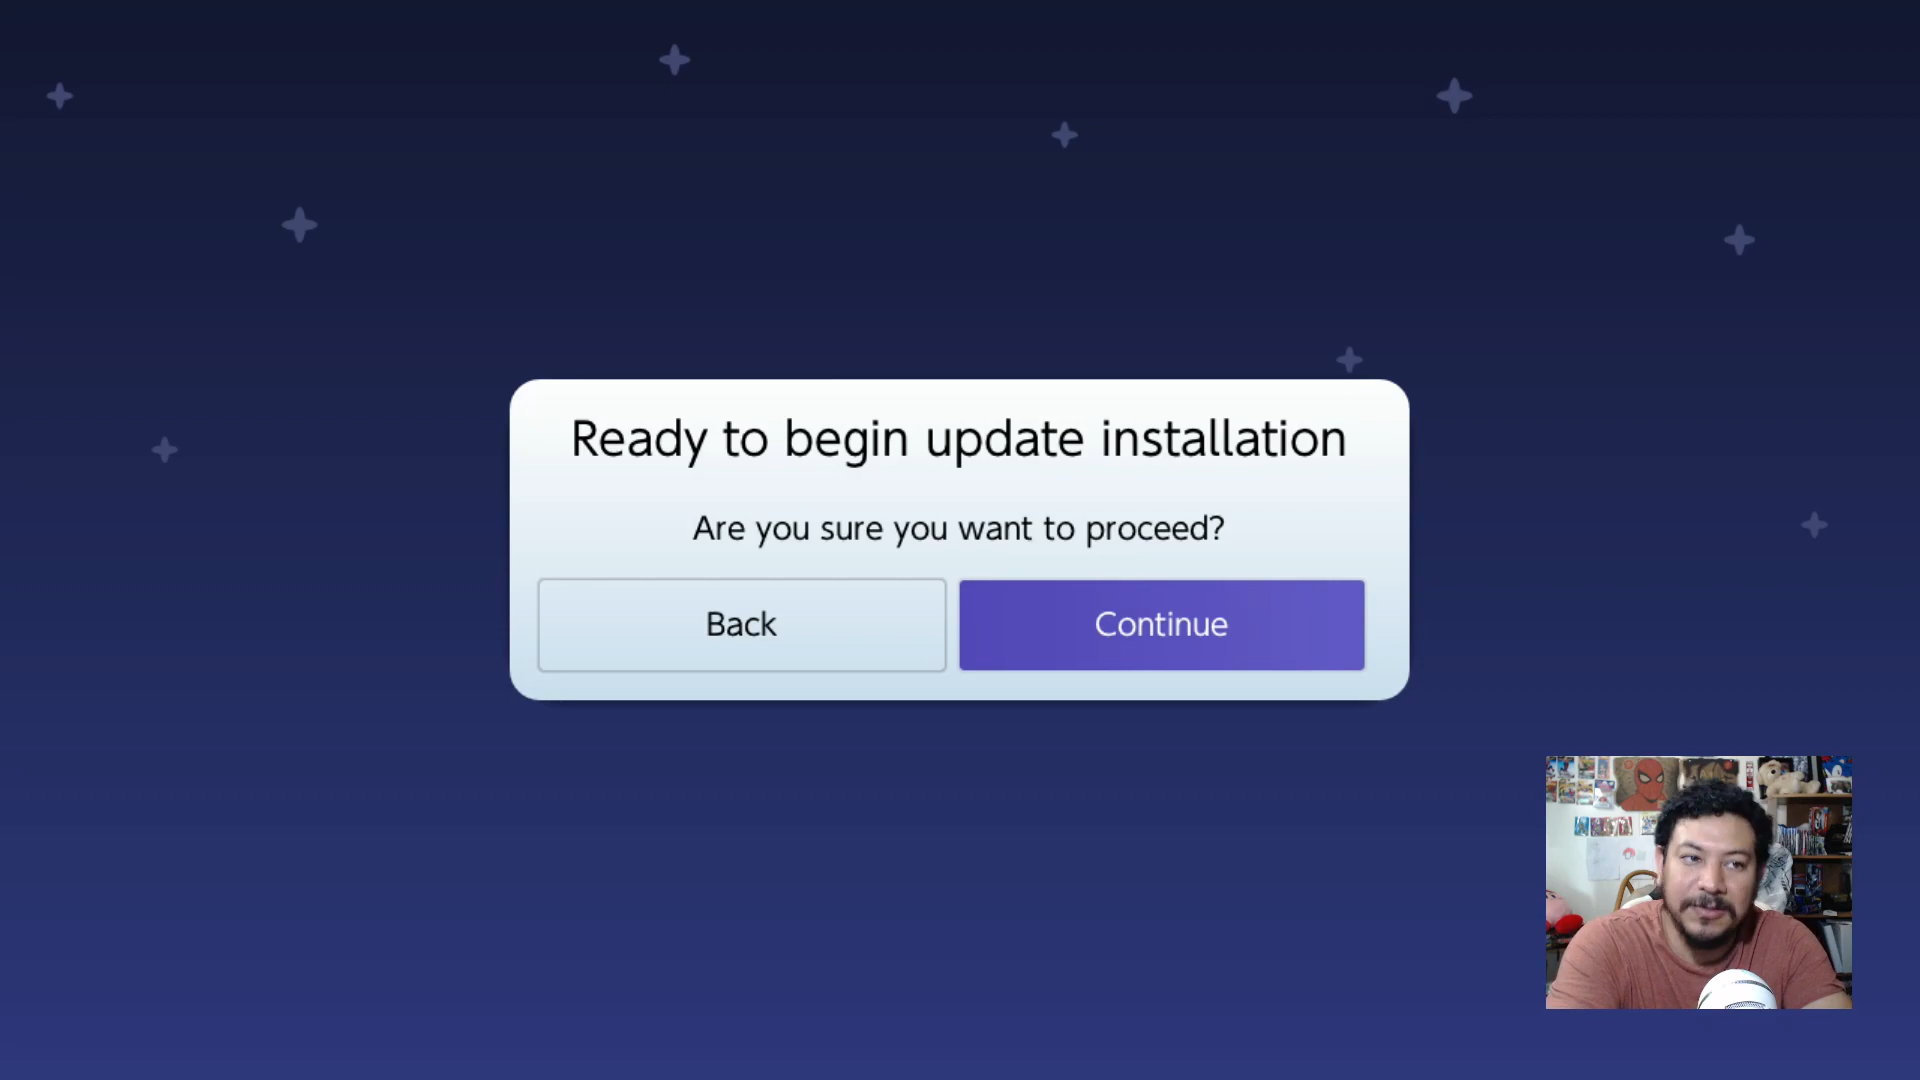 Ready to begin update installation
Are you sure you want to proceed?
Back
Continue